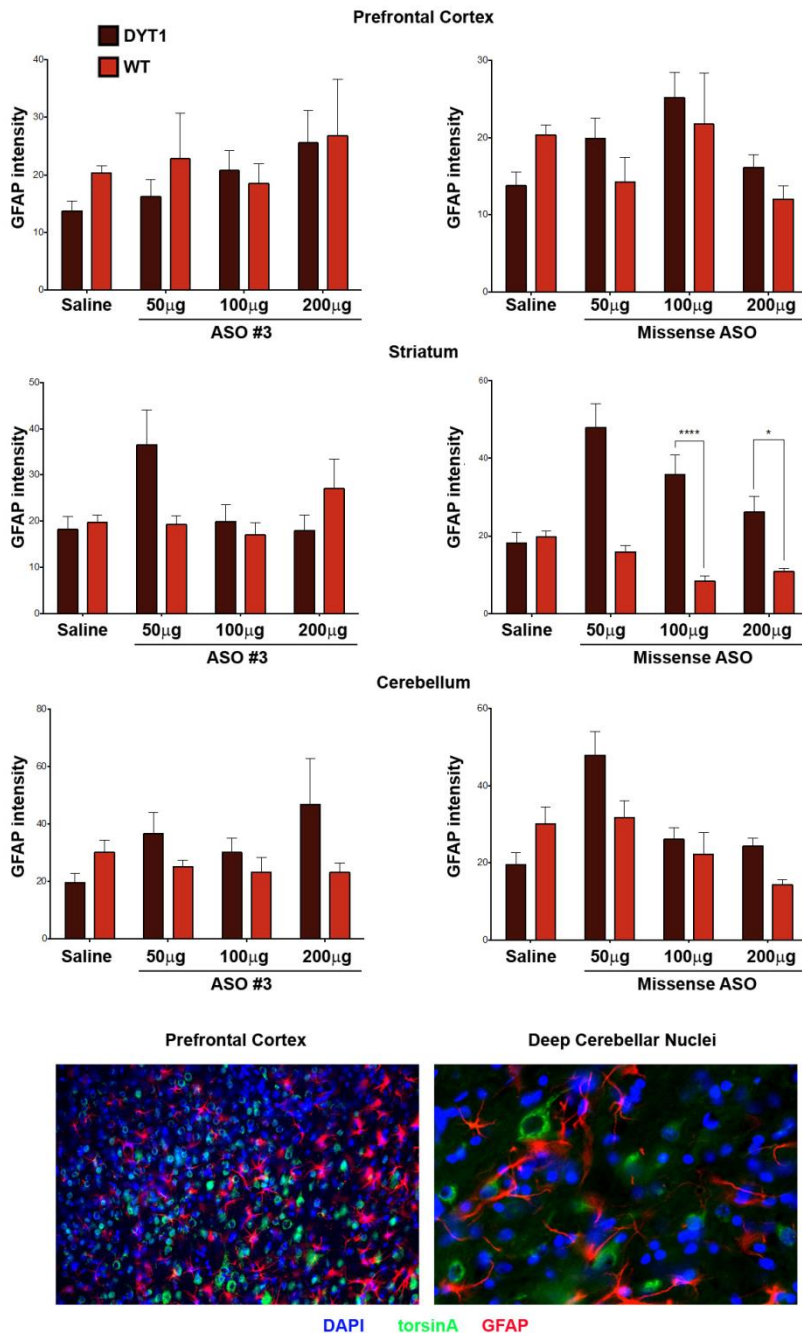 Prefrontal Cortex
DYT1
WT
GFAP intensity
40
30
20
10
0
Saline 50µg 100µg 200µg
ASO #3
GFAP intensity
30
20
10
0
Saline 50µg 100µg 200µg
Missense ASO
Striatum
GFAP intensity
50
40
30
20
10
0
Saline 50µg 100µg 200µg
ASO #3
GFAP intensity
60
40
20
0
**** *
Saline 50µg 100µg 200µg
Missense ASO
Cerebellum
GFAP intensity
80
60
40
20
0
Saline 50µg 100µg 200µg
ASO #3
GFAP intensity
60
40
20
0
Saline 50µg 100µg 200µg
Missense ASO
Prefrontal Cortex Deep Cerebellar Nuclei
DAPI torsinA GFAP